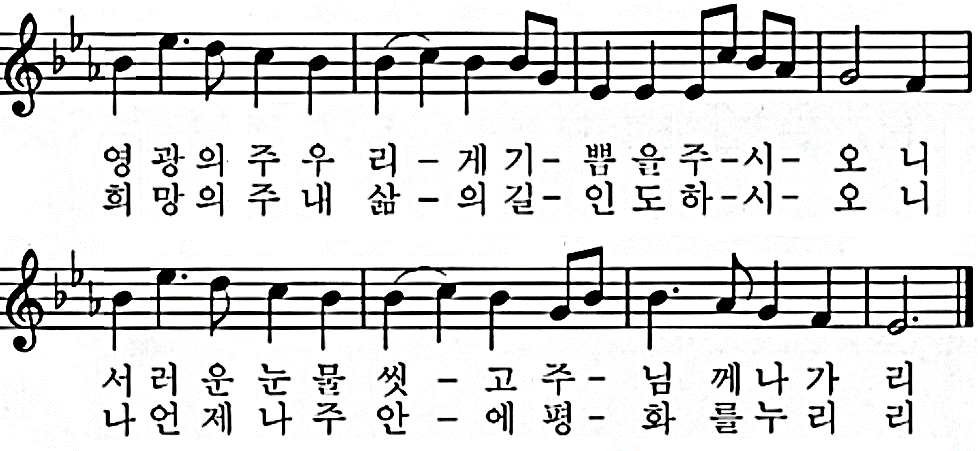 영 광 의 주 우 리 - 게 기 - 쁨 을 주 - 시 - 오 니
희 망 의 주 내 삶 - 의 길 - 인 도 하 - 시 - 오 니
서 러 운 눈 물 씻 - 고 주 - 님 께 나 가 리
나 언 제 나 주 안 - 에 평 - 화 를 누 리 리